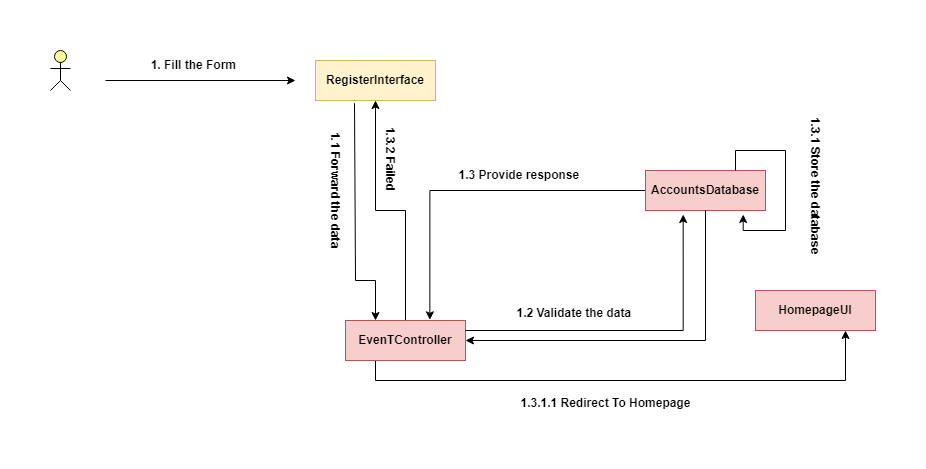 1. Fill the Form
RegisterInterface
1.1 Forward the data
1.3.2 Failed
1.3 Provide response
AccountsDatabase
1.3.1 Store the database
HomepageUI
1.2 Validate the data
EvenTController
1.3.1.1 Redirect To Homepage